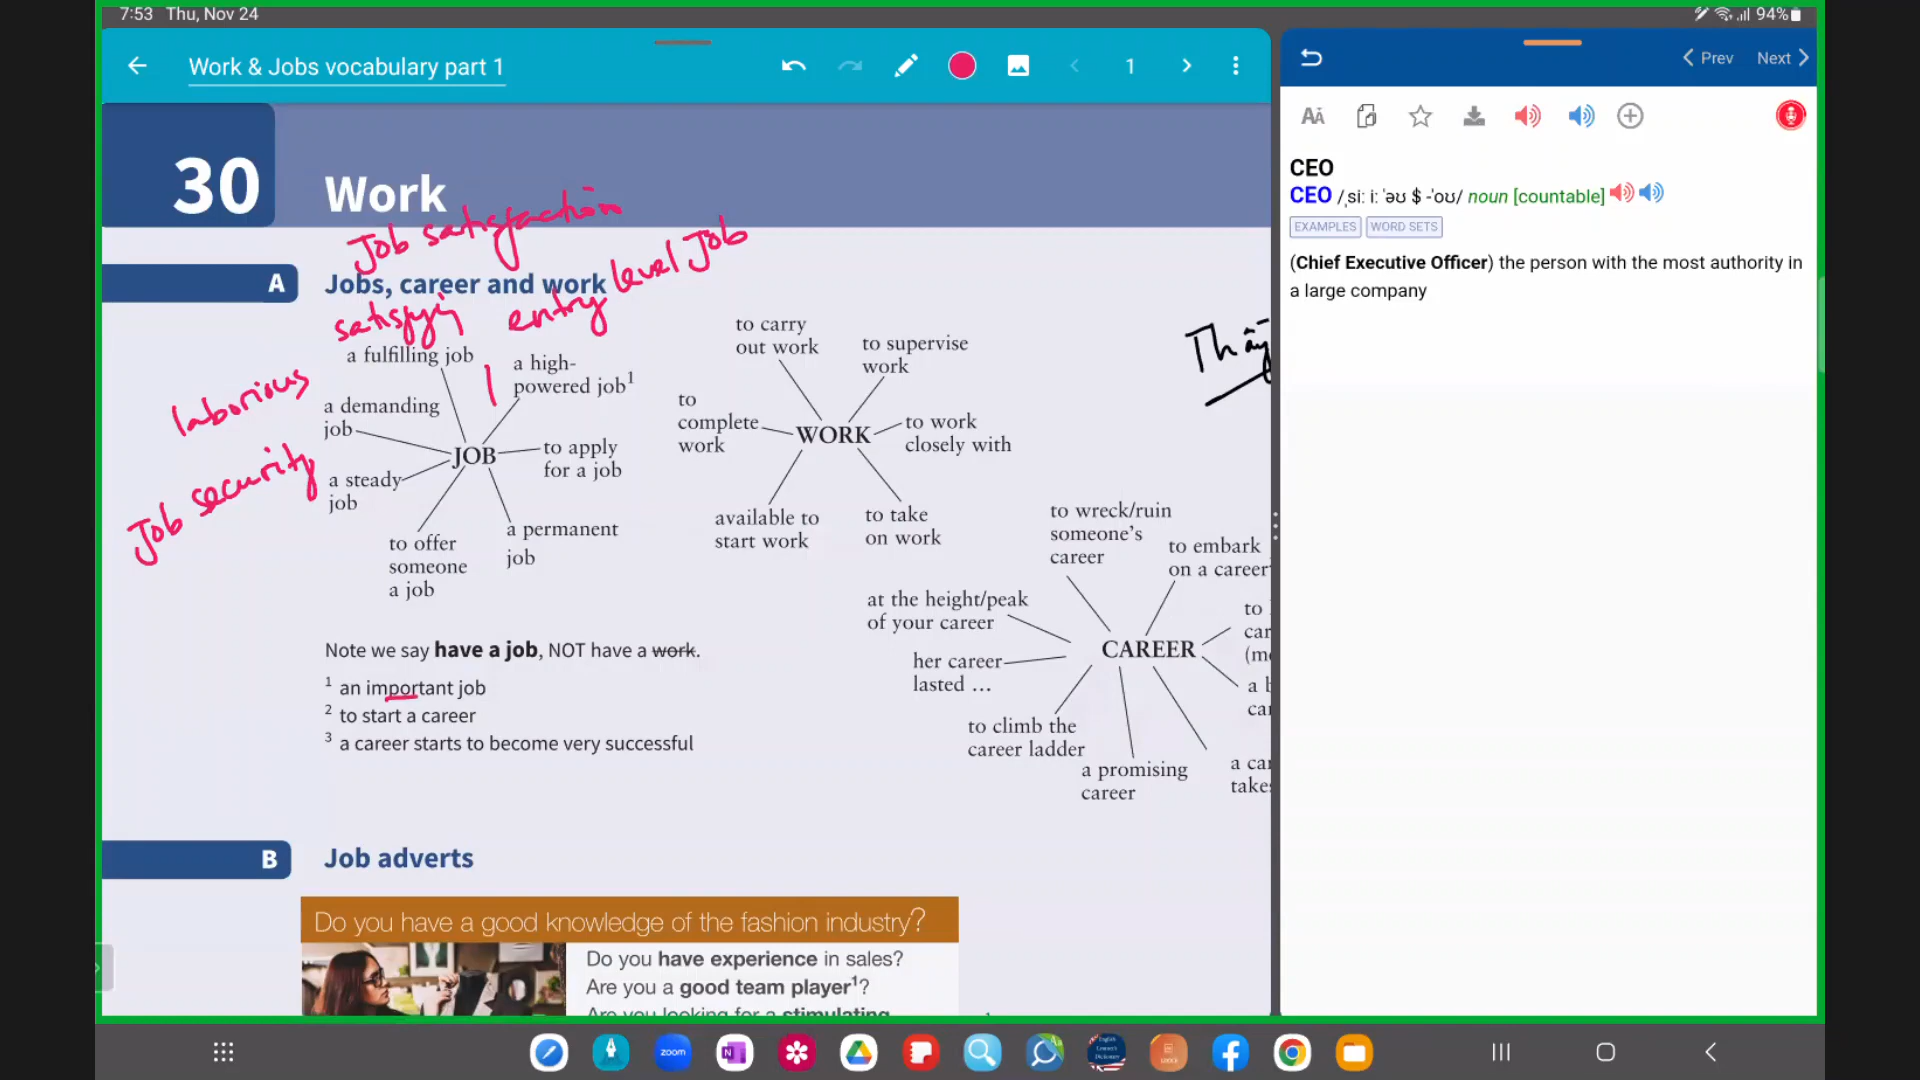 7:53 Thu, Nov 24
94%
Work & Jobs vocabulary part 1
1
Prev
Next
30
Work
Job satisfaction
A
Jobs, career and work
entry level Job
satisfyi
a fulfilling job
a high-
powered job1
laborious
a demanding
job
JOB
to apply
for a job
Job security
a steady
job
a permanent
job
to offer
someone
a job
to carry
out work
to supervise
work
to
complete
work
WORK
to work
closely with
available to
start work
to take
on work
to wreck/ruin
someone's
career
to embark
on a career
at the height/peak
of your career
to
CAREER
her career
lasted ...
to climb the
career ladder
a promising
career
Note we say have a job, NOT have a work.
1 an important job
2 to start a career
3 a career starts to become very successful
B
Job adverts
Do you have a good knowledge of the fashion industry?
Do you have experience in sales?
Are you a good team player1?
Are you looking for a stimulating
CEO
CEO /ˌsiː iː ˈəʊ $ -ˈoʊ/ noun [countable]
EXAMPLES
WORD SETS
(Chief Executive Officer) the person with the most authority in
a large company
zoom